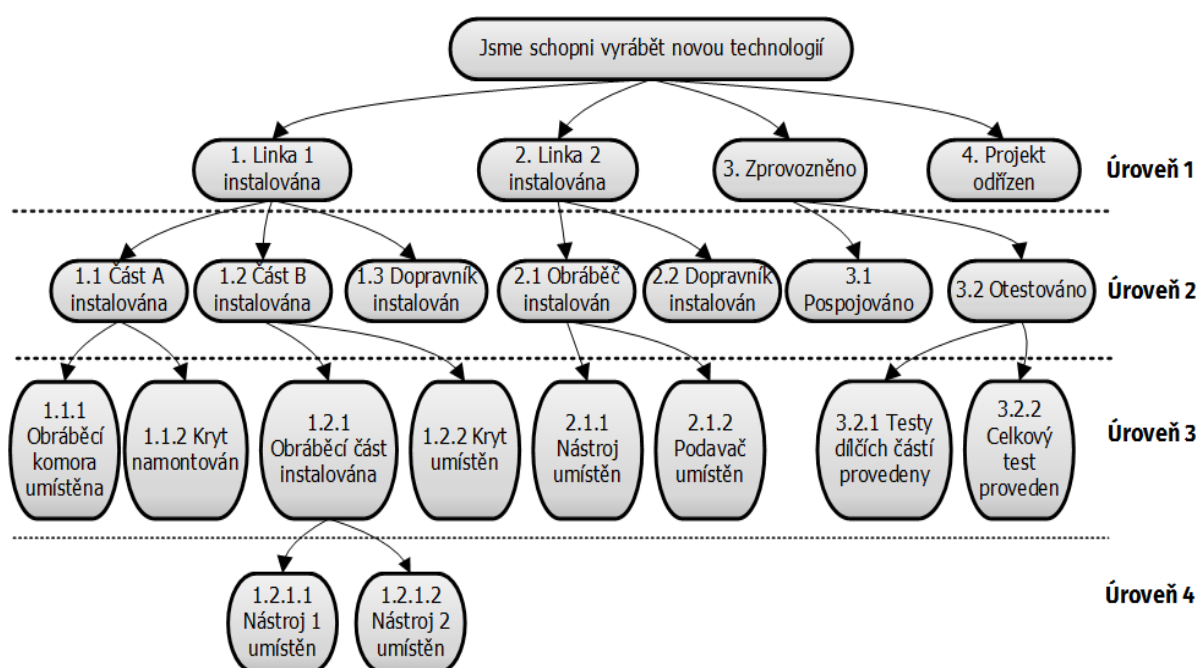 Jsme schopni vyrábět novou technologií
1. Linka 1
instalována
2. Linka 2
instalována
3. Zprovozněno
4. Projekt
odřízen
Úroveň 1
1.1 Část A
instalována
1.2 Část B
instalována
1.3 Dopravník
instalován
2.1 Obráběč
instalován
2.2 Dopravník
instalován
3.1
Pospojováno
3.2 Otestováno
Úroveň 2
1.1.1
Obráběcí
komora
umístěna
1.1.2 Kryt
namontován
1.2.1
Obráběcí část
instalována
1.2.2 Kryt
umístěn
2.1.1
Nástroj
umístěn
2.1.2
Podavač
umístěn
3.2.1 Testy
dílčích částí
provedeny
3.2.2
Celkový
test
proveden
Úroveň 3
1.2.1.1
Nástroj 1
umístěn
1.2.1.2
Nástroj 2
umístěn
Úroveň 4